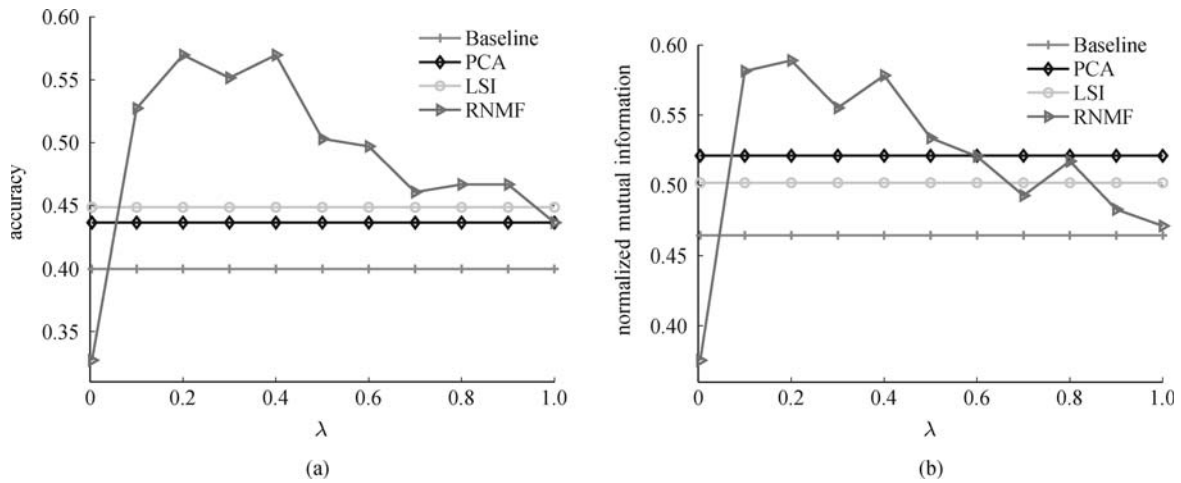 0.60
0.55
0.50
0.45
0.40
0.35
accuracy
0 0.2 0.4 0.6 0.8 1.0
λ
Baseline
PCA
LSI
RNMF
(a)
0.60
0.55
0.50
0.45
0.40
normalized mutual information
0 0.2 0.4 0.6 0.8 1.0
λ
Baseline
PCA
LSI
RNMF
(b)